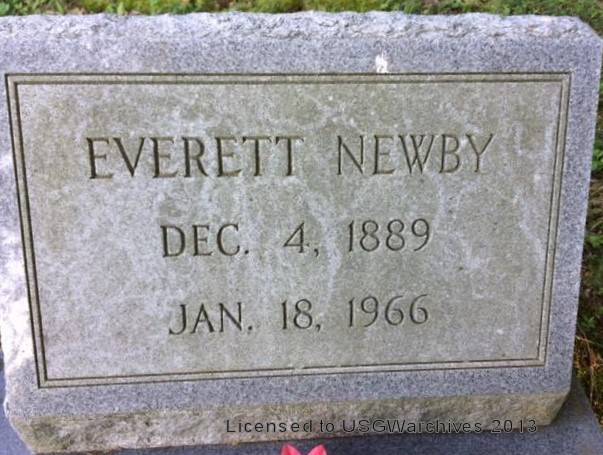 EVERETT NEWBY
DEC. 4, 1889
JAN. 18, 1966
Licensed to USGWarchives 2013